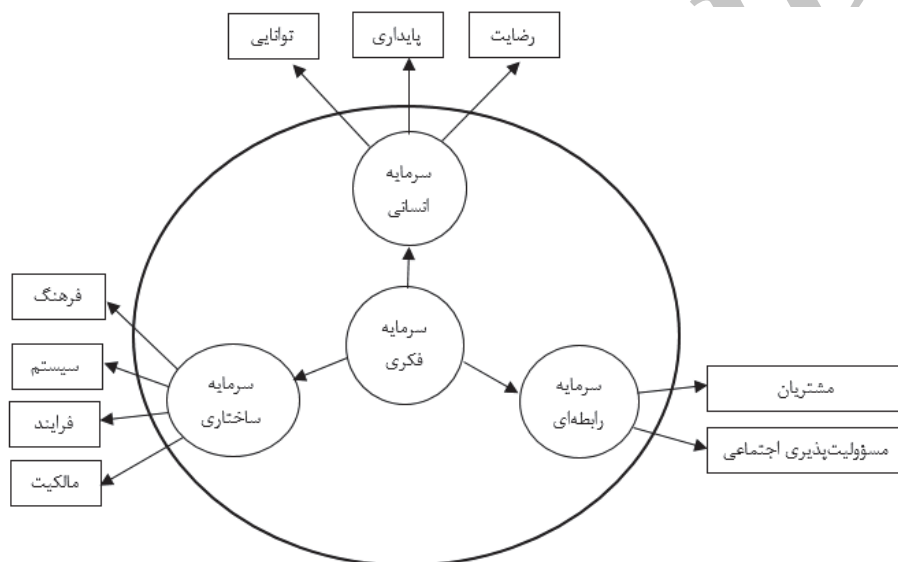 رضایت
پایداری
توانایی
سرمایه
انسانی
سرمایه
فکری
سرمایه
رابطه‌ای
سرمایه
ساختاری
مشتریان
مسؤولیت‌پذیری اجتماعی
فرهنگ
سیستم
فرایند
مالکیت